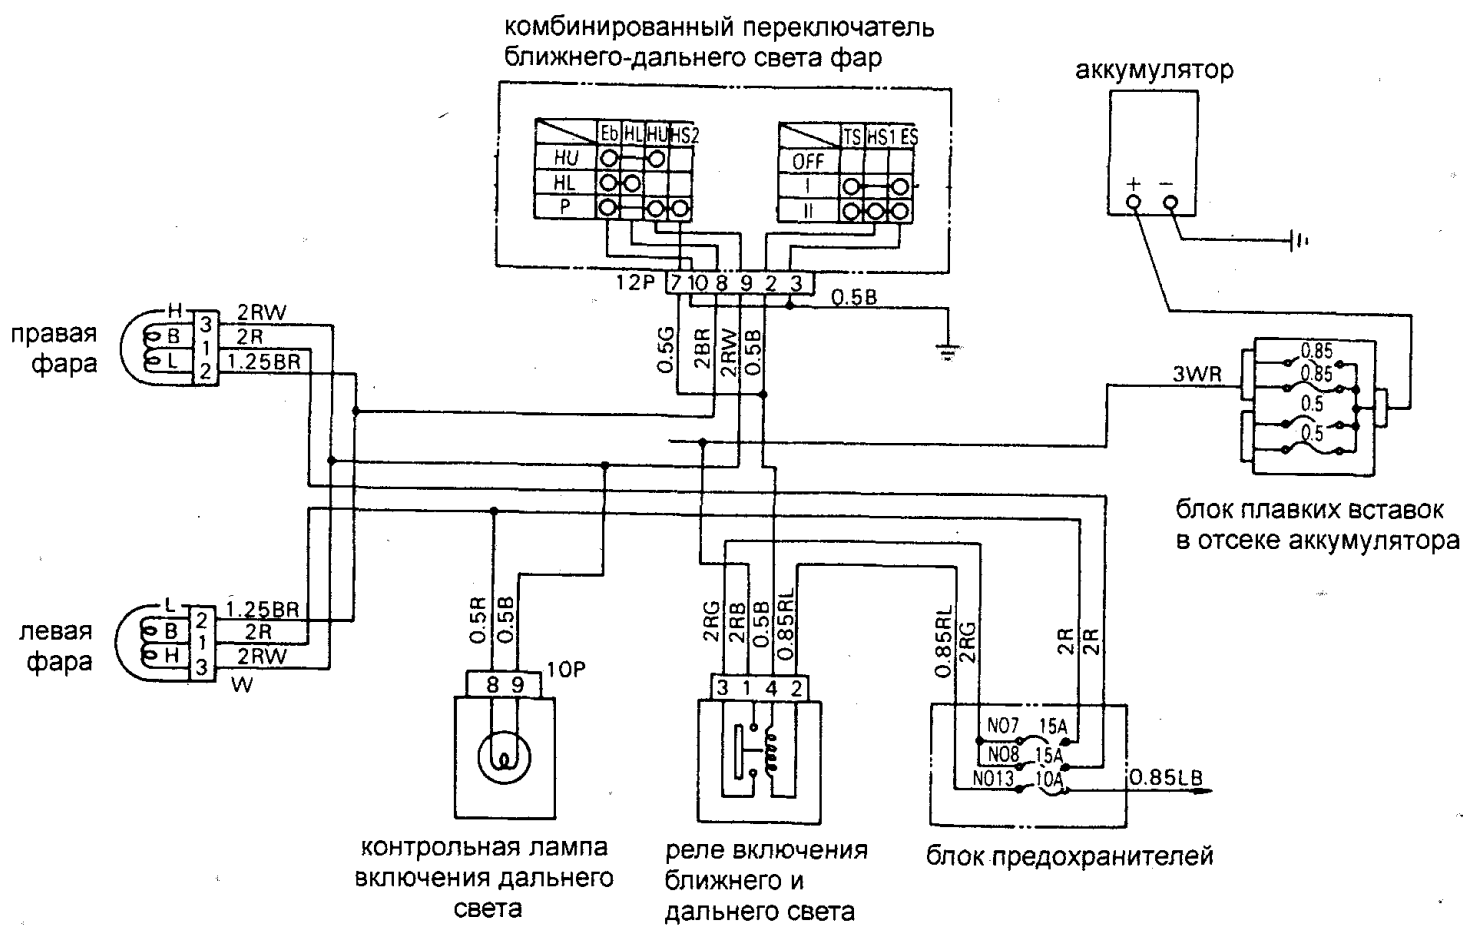 комбинированный переключатель
ближнего-дальнего света фар
аккумулятор
Eb HL HU HS2
HU
HL
P
TS HS1 ES
OFF
I
II
+ −
12P 7 10 8 9 2 3
0.5B
0.5G 2BR 2RW 0.5B
правая
фара
H 3 2RW
B 1 2R
L 2 1.25BR
3WR
0.85
0.85
0.5
0.5
блок плавких вставок
в отсеке аккумулятора
левая
фара
L 2 1.25BR
B 1 2R
H 3 2RW
W
0.5R 0.5B
10P
8 9
2RG 2RB 0.5B 0.85RL
3 1 4 2
0.85RL 2RG 2R 2R
NO7 15A
NO8 15A
NO13 10A
0.85LB
контрольная лампа
включения дальнего
света
реле включения
ближнего и
дальнего света
блок предохранителей